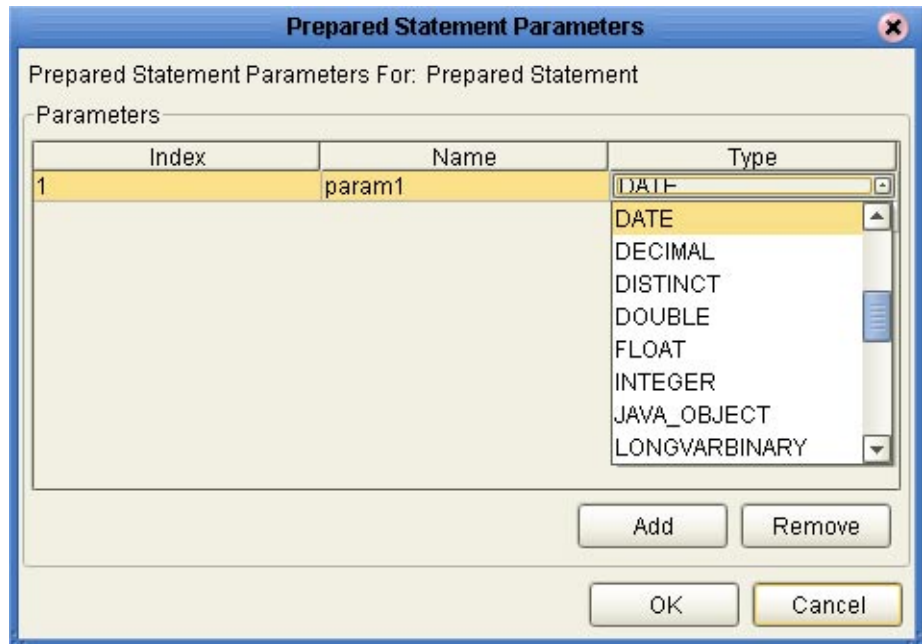 Prepared Statement Parameters
Prepared Statement Parameters For: Prepared Statement
Parameters
Index Name Type
1 param1 DATE
DATE
DECIMAL
DISTINCT
DOUBLE
FLOAT
INTEGER
JAVA_OBJECT
LONGVARBINARY
Add Remove
OK Cancel